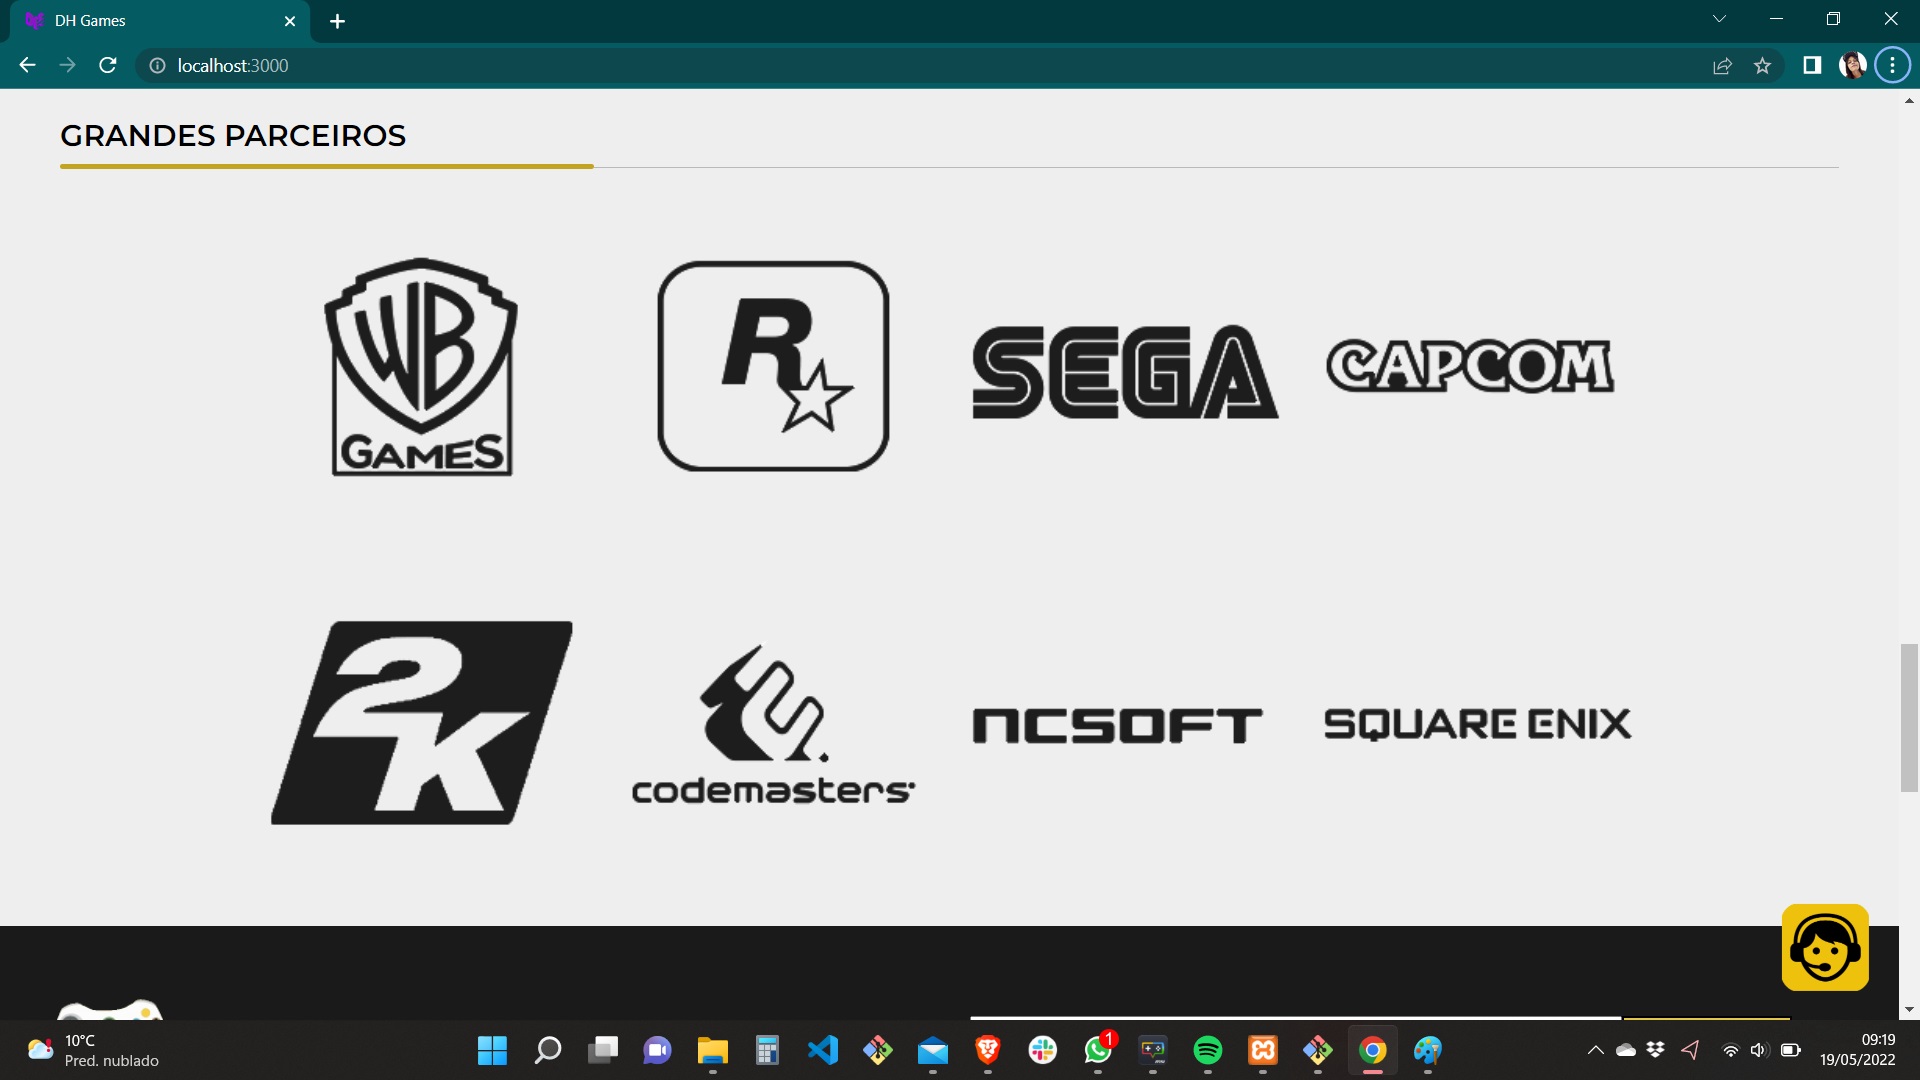 DH Games
localhost:3000
GRANDES PARCEIROS
WB
GAMES
R
SEGA
CAPCOM
2K
codemasters
NCSOFT
SQUARE ENIX
10°C
Pred. nublado
1
09:19
19/05/2022